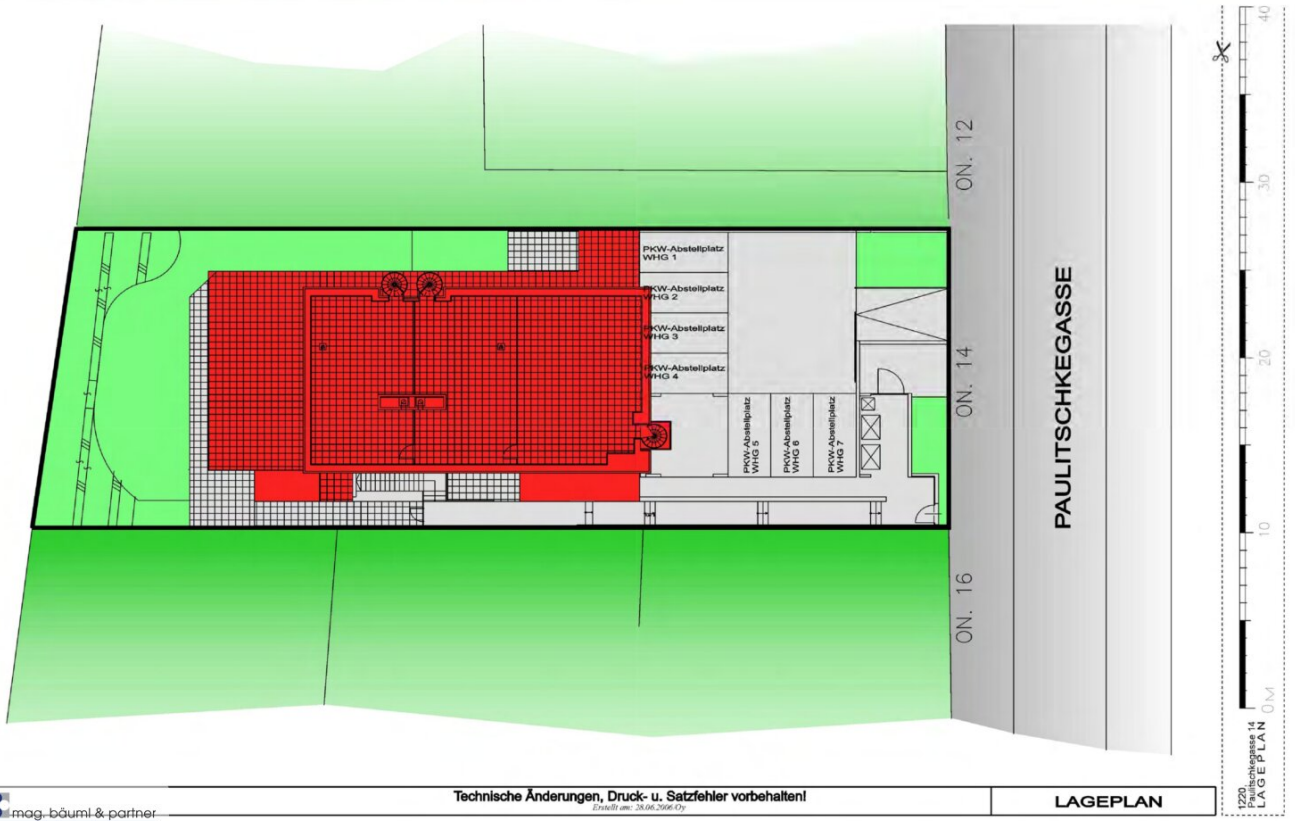 ON. 12
ON. 14
ON. 16
PAULITSCHKEGASSE
PKW-Abstellplatz
WHG 1
PKW-Abstellplatz
WHG 2
PKW-Abstellplatz
WHG 3
PKW-Abstellplatz
WHG 4
PKW-Abstellplatz
WHG 5
PKW-Abstellplatz
WHG 6
PKW-Abstellplatz
WHG 7
40
30
20
10
0M
1220,
Paulitschkegasse 14
LAGEPLAN
mag. bäuml & partner
Technische Änderungen, Druck- u. Satzfehler vorbehalten!
Erstellt am: 28.06.2006/Oy
LAGEPLAN